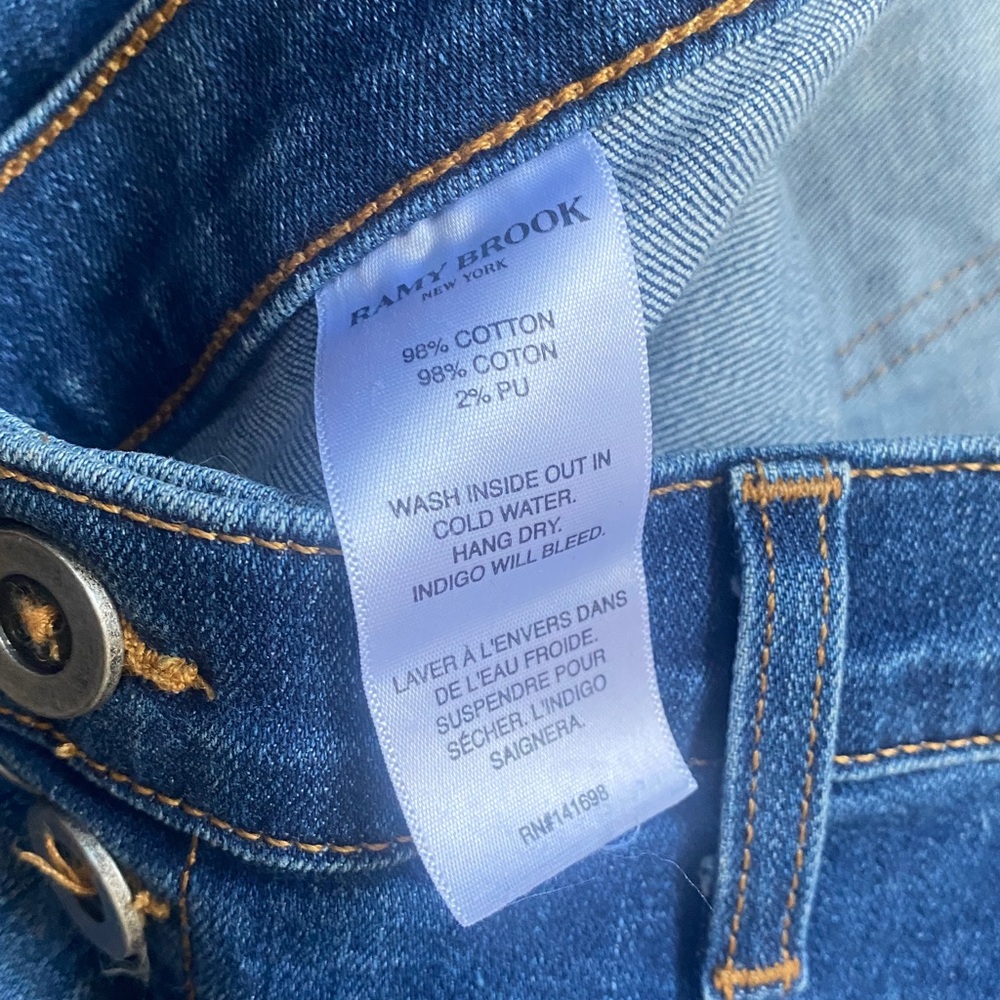 RAMY BROOK
NEW YORK
98% COTTON
98% COTON
2% PU
WASH INSIDE OUT IN
COLD WATER.
HANG DRY.
INDIGO WILL BLEED.
LAVER À L'ENVERS DANS
DE L'EAU FROIDE.
SUSPENDRE POUR
SÉCHER. L'INDIGO
SAIGNERA.
RN#141698